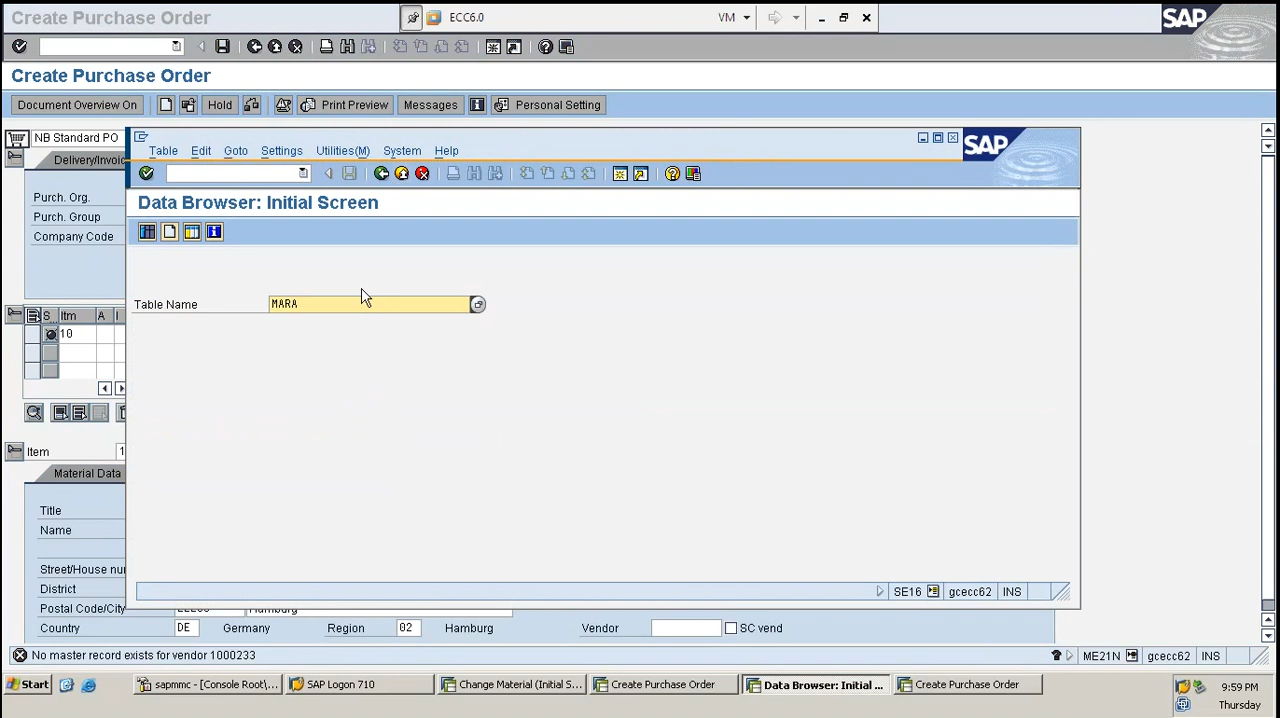 Create Purchase Order
ECC6.0
VM
SAP
Create Purchase Order
Document Overview On
Hold
Print Preview
Messages
Personal Setting
NB Standard PO
Delivery/Invoic
Purch. Org.
Purch. Group
Company Code
S...
Itm
A
I
10
Item
1
Material Data
Title
Name
Street/House nu
District
Postal Code/City
Hamburg
Country
DE
Germany
Region
02
Hamburg
Vendor
SC vend
No master record exists for vendor 1000233
ME21N
gcecc62
INS
Table
Edit
Goto
Settings
Utilities(M)
System
Help
SAP
Data Browser: Initial Screen
Table Name
MARA
SE16
gcecc62
INS
Start
sapmmc - [Console Root\...
SAP Logon 710
Change Material (Initial S...
Create Purchase Order
Data Browser: Initial ...
Create Purchase Order
9:59 PM
Thursday